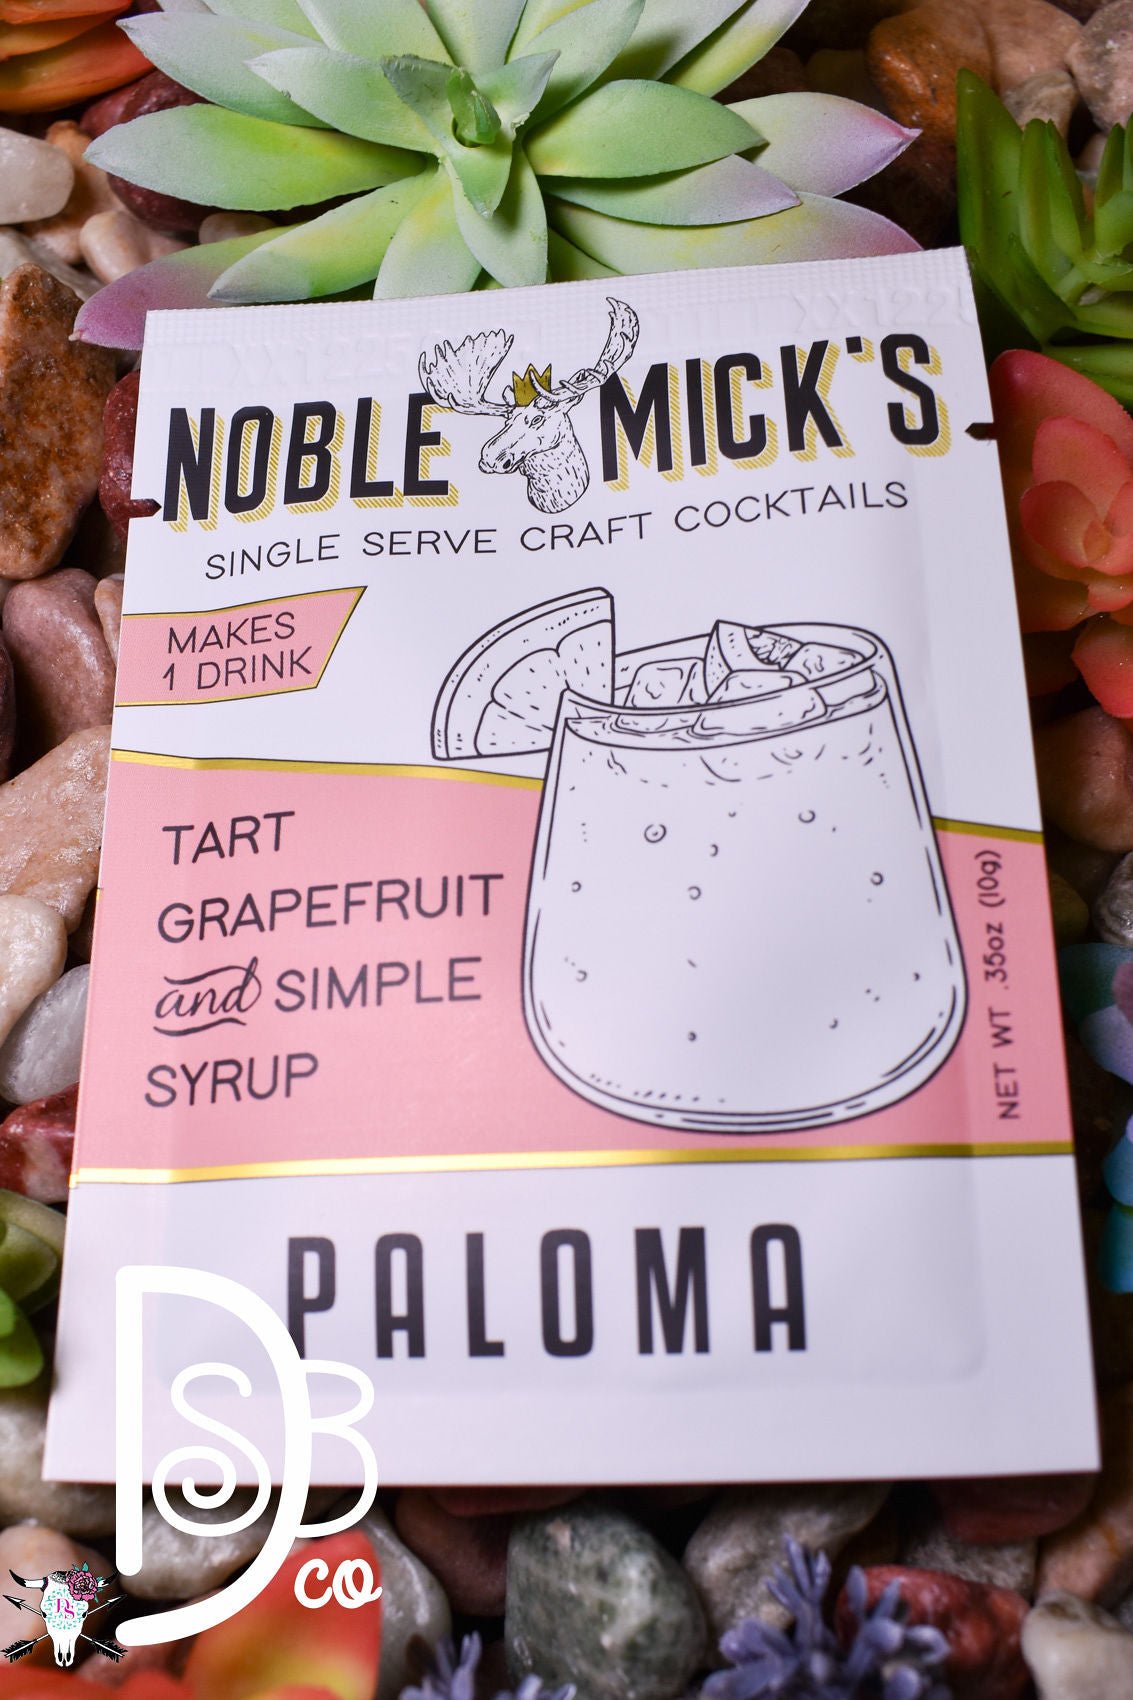 NOBLE MICK'S
SINGLE SERVE CRAFT COCKTAILS
MAKES
1 DRINK
TART
GRAPEFRUIT
and SIMPLE
SYRUP
NET WT .35oz (10g)
PALOMA
DSB
co